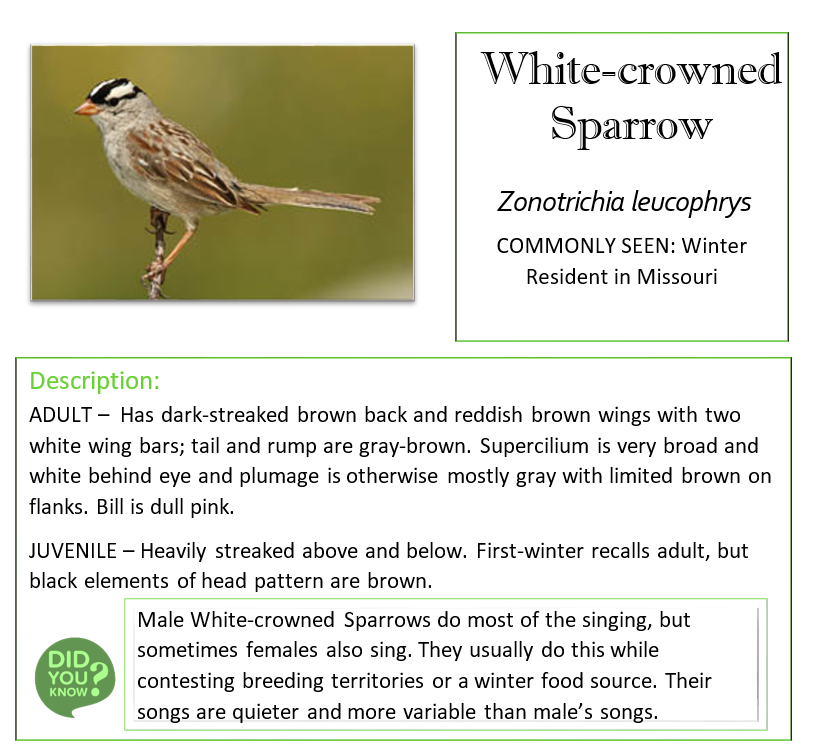 White-crowned
Sparrow
Zonotrichia leucophrys
COMMONLY SEEN: Winter
Resident in Missouri
Description:
ADULT – Has dark-streaked brown back and reddish brown wings with two
white wing bars; tail and rump are gray-brown. Supercilium is very broad and
white behind eye and plumage is otherwise mostly gray with limited brown on
flanks. Bill is dull pink.
JUVENILE – Heavily streaked above and below. First-winter recalls adult, but
black elements of head pattern are brown.
DID
YOU
KNOW
?
Male White-crowned Sparrows do most of the singing, but
sometimes females also sing. They usually do this while
contesting breeding territories or a winter food source. Their
songs are quieter and more variable than male’s songs.